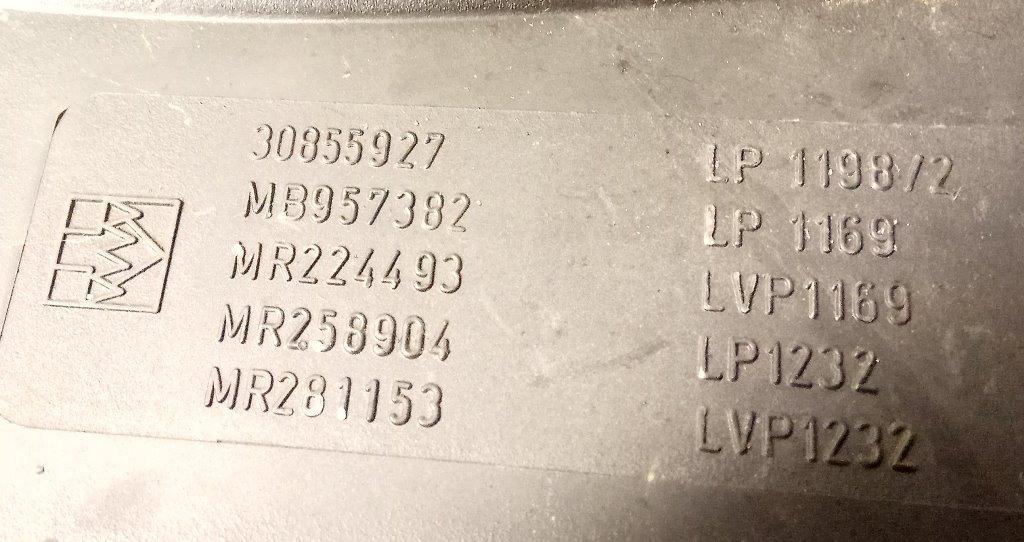 30855927
MB957382
MR224493
MR258904
MR281153
LP 1198/2
LP 1169
LVP1169
LP1232
LVP1232